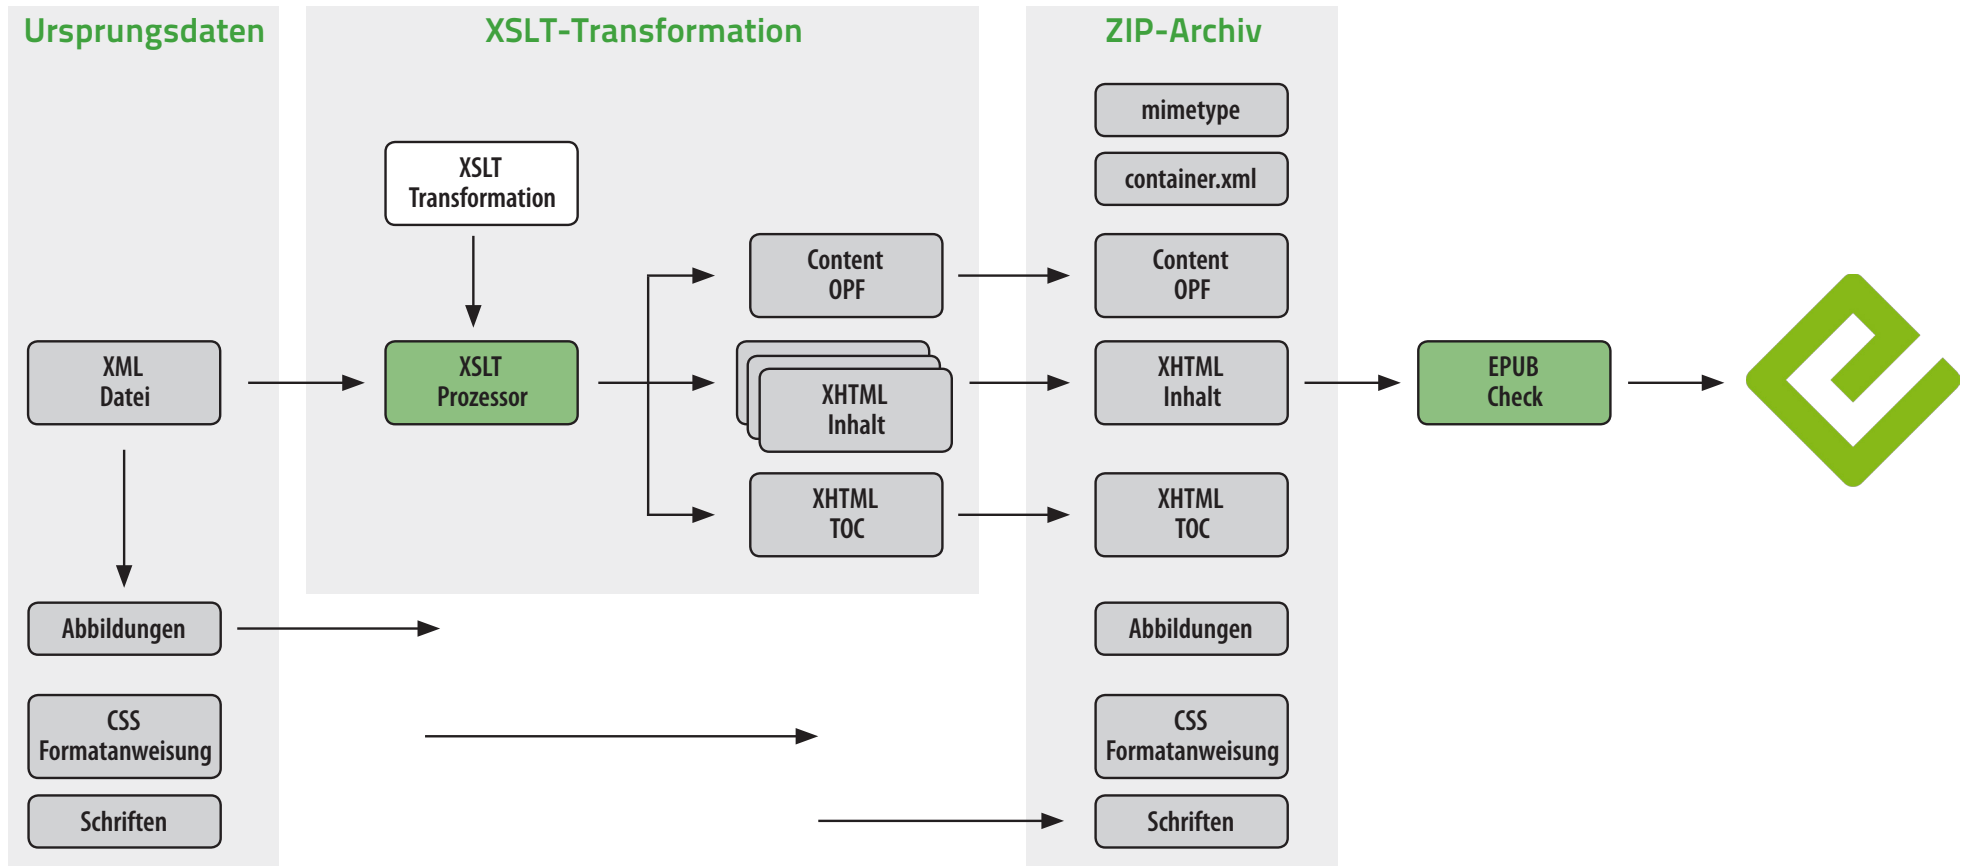 Ursprungsdaten
XML
Datei
Abbildungen
CSS
Formatanweisung
Schriften
XSLT-Transformation
XSLT
Transformation
XSLT
Prozessor
Content
OPF
XHTML
Inhalt
XHTML
TOC
ZIP-Archiv
mimetype
container.xml
Content
OPF
XHTML
Inhalt
XHTML
TOC
Abbildungen
CSS
Formatanweisung
Schriften
EPUB
Check